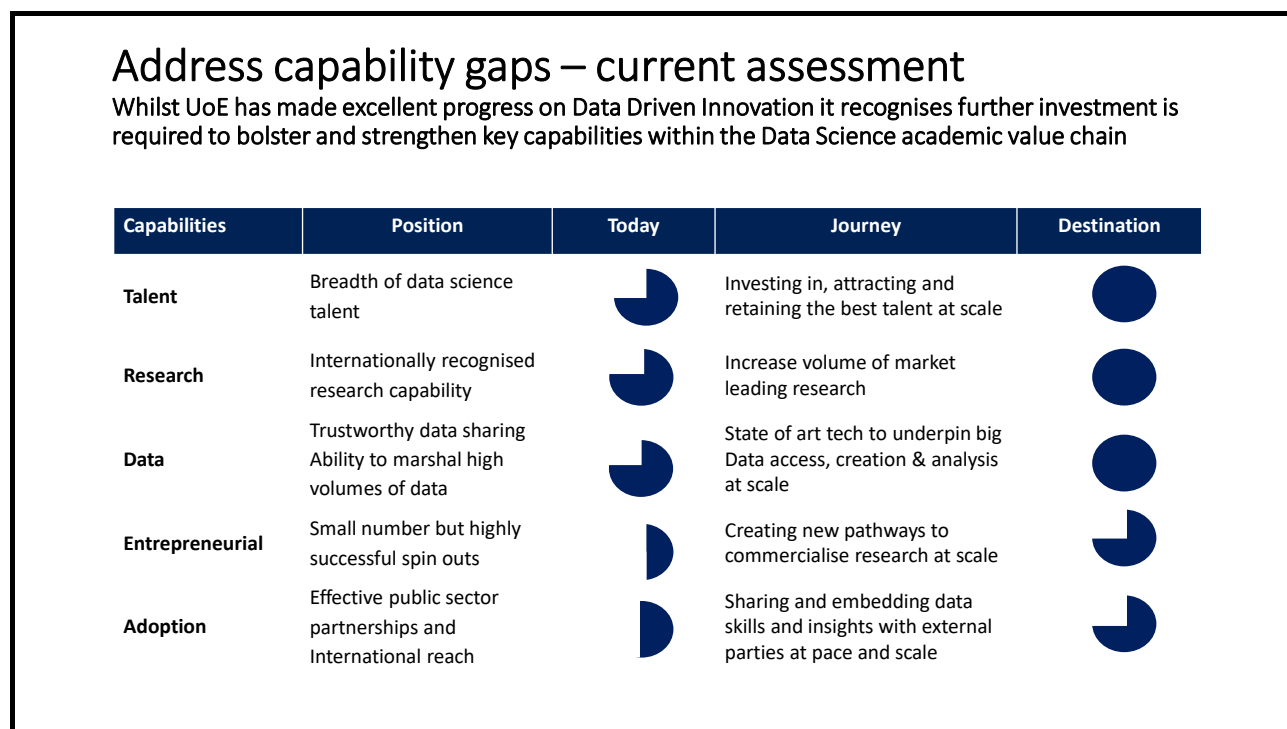 Address capability gaps – current assessment
Whilst UoE has made excellent progress on Data Driven Innovation it recognises further investment is
required to bolster and strengthen key capabilities within the Data Science academic value chain
Capabilities Position Today Journey Destination
Talent
Breadth of data science
talent
Investing in, attracting and
retaining the best talent at scale
Research
Internationally recognised
research capability
Increase volume of market
leading research
Data
Trustworthy data sharing
Ability to marshal high
volumes of data
State of art tech to underpin big
Data access, creation & analysis
at scale
Entrepreneurial
Small number but highly
successful spin outs
Creating new pathways to
commercialise research at scale
Adoption
Effective public sector
partnerships and
International reach
Sharing and embedding data
skills and insights with external
parties at pace and scale